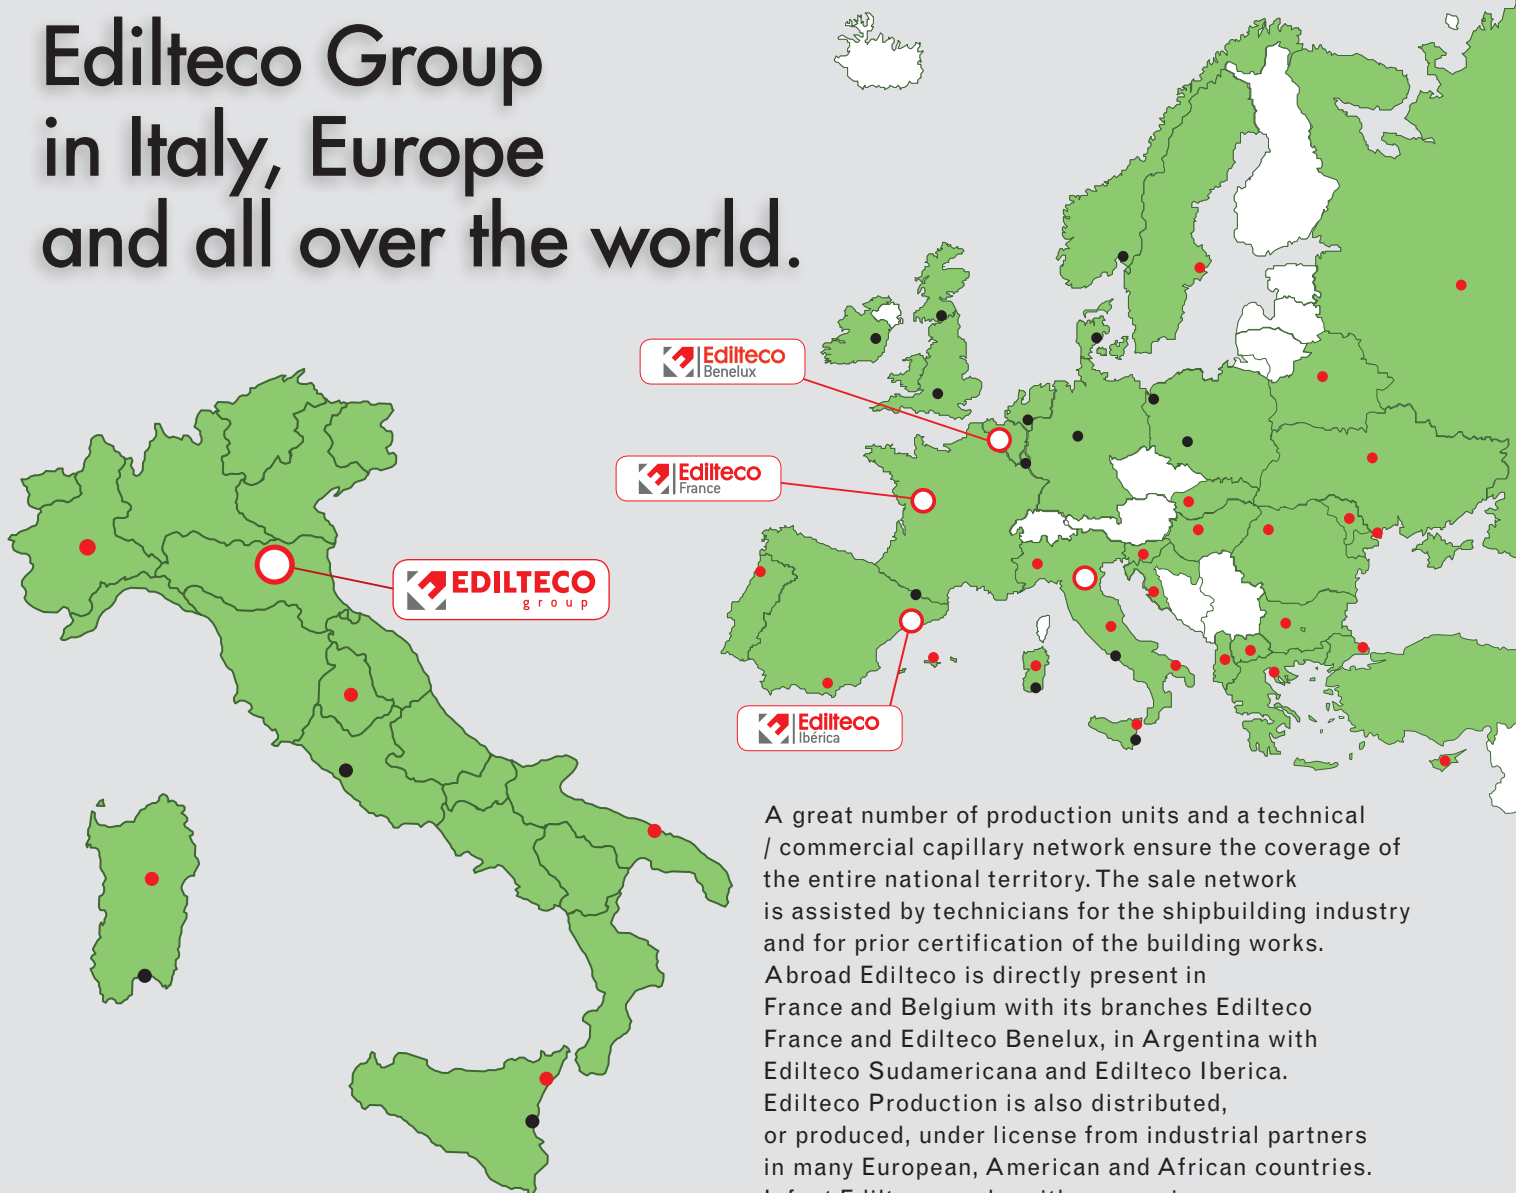 Edilteco Group
in Italy, Europe
and all over the world.
Edilteco
Benelux
Edilteco
France
EDILTECO
group
Edilteco
Ibérica
A great number of production units and a technical
/ commercial capillary network ensure the coverage of
the entire national territory. The sale network
is assisted by technicians for the shipbuilding industry
and for prior certification of the building works.
Abroad Edilteco is directly present in
France and Belgium with its branches Edilteco
France and Edilteco Benelux, in Argentina with
Edilteco Sudamericana and Edilteco Iberica.
Edilteco Production is also distributed,
or produced, under license from industrial partners
in many European, American and African countries.